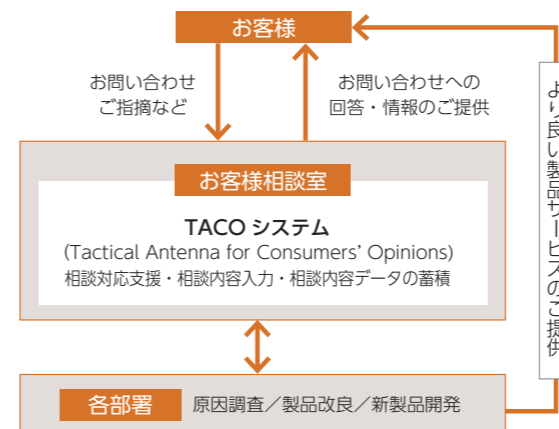 お客様
お問い合わせ
ご指摘など
お問い合わせへの
回答・情報のご提供
より良い製品サービスのご提供
お客様相談室
TACO システム
(Tactical Antenna for Consumers’ Opinions)
相談対応支援・相談内容入力・相談内容データの蓄積
各部署
原因調査／製品改良／新製品開発